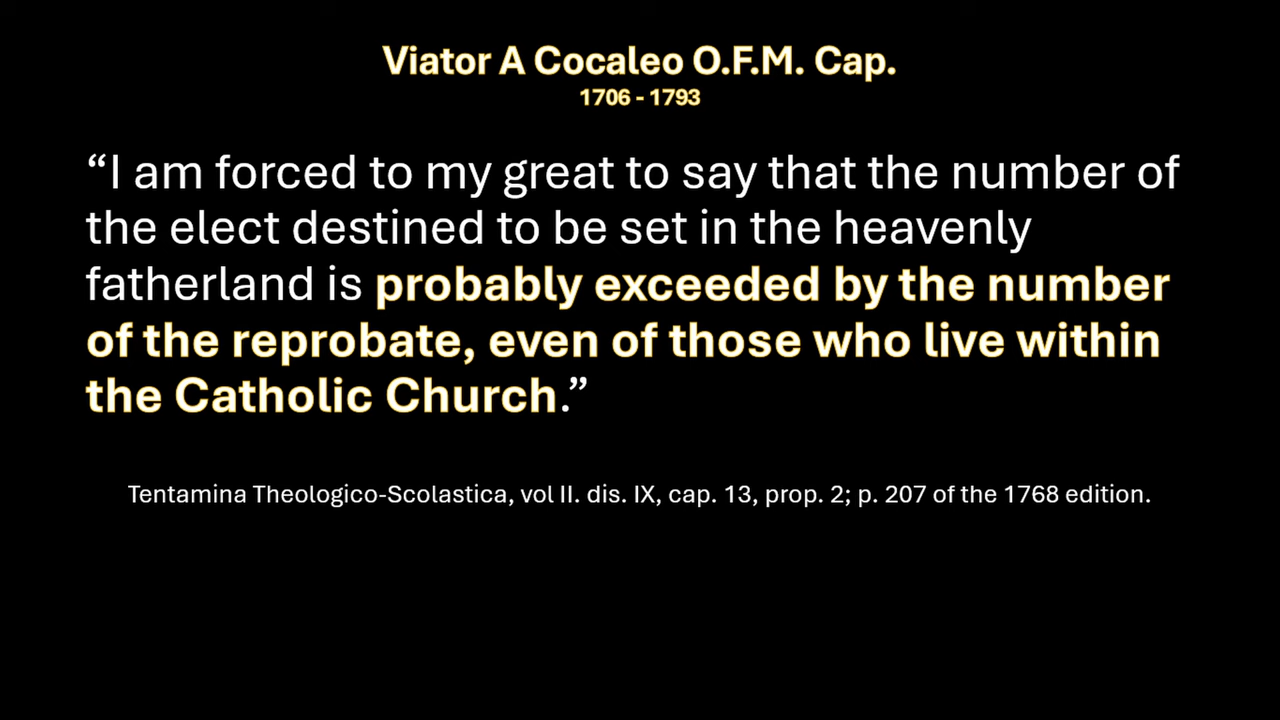 Viator A Cocaleo O.F.M. Cap.
1706 - 1793
“I am forced to my great to say that the number of
the elect destined to be set in the heavenly
fatherland is probably exceeded by the number
of the reprobate, even of those who live within
the Catholic Church.”
Tentamina Theologico-Scolastica, vol II. dis. IX, cap. 13, prop. 2; p. 207 of the 1768 edition.